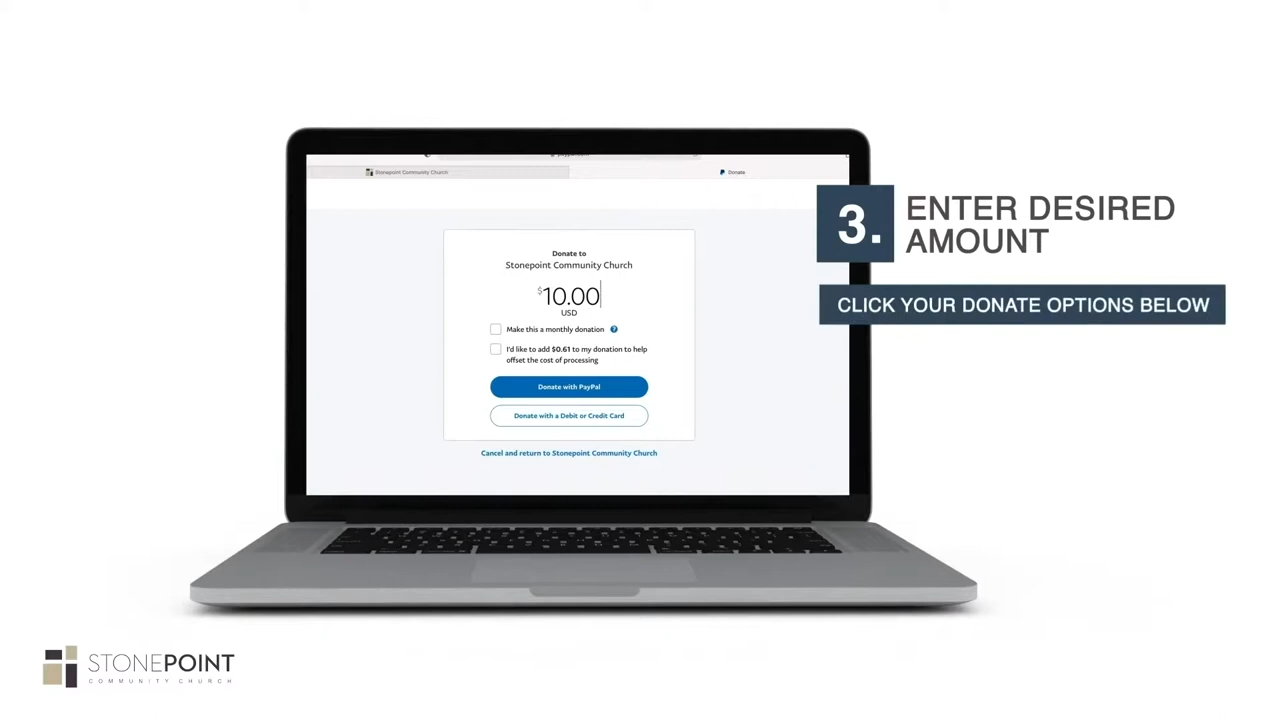 Stonepoint Community Church
Donate
3.
ENTER DESIRED
AMOUNT
CLICK YOUR DONATE OPTIONS BELOW
Donate to
Stonepoint Community Church
$10.00
USD
Make this a monthly donation ?
I'd like to add $0.61 to my donation to help
offset the cost of processing
Donate with PayPal
Donate with a Debit or Credit Card
Cancel and return to Stonepoint Community Church
STONEPOINT
COMMUNITY CHURCH